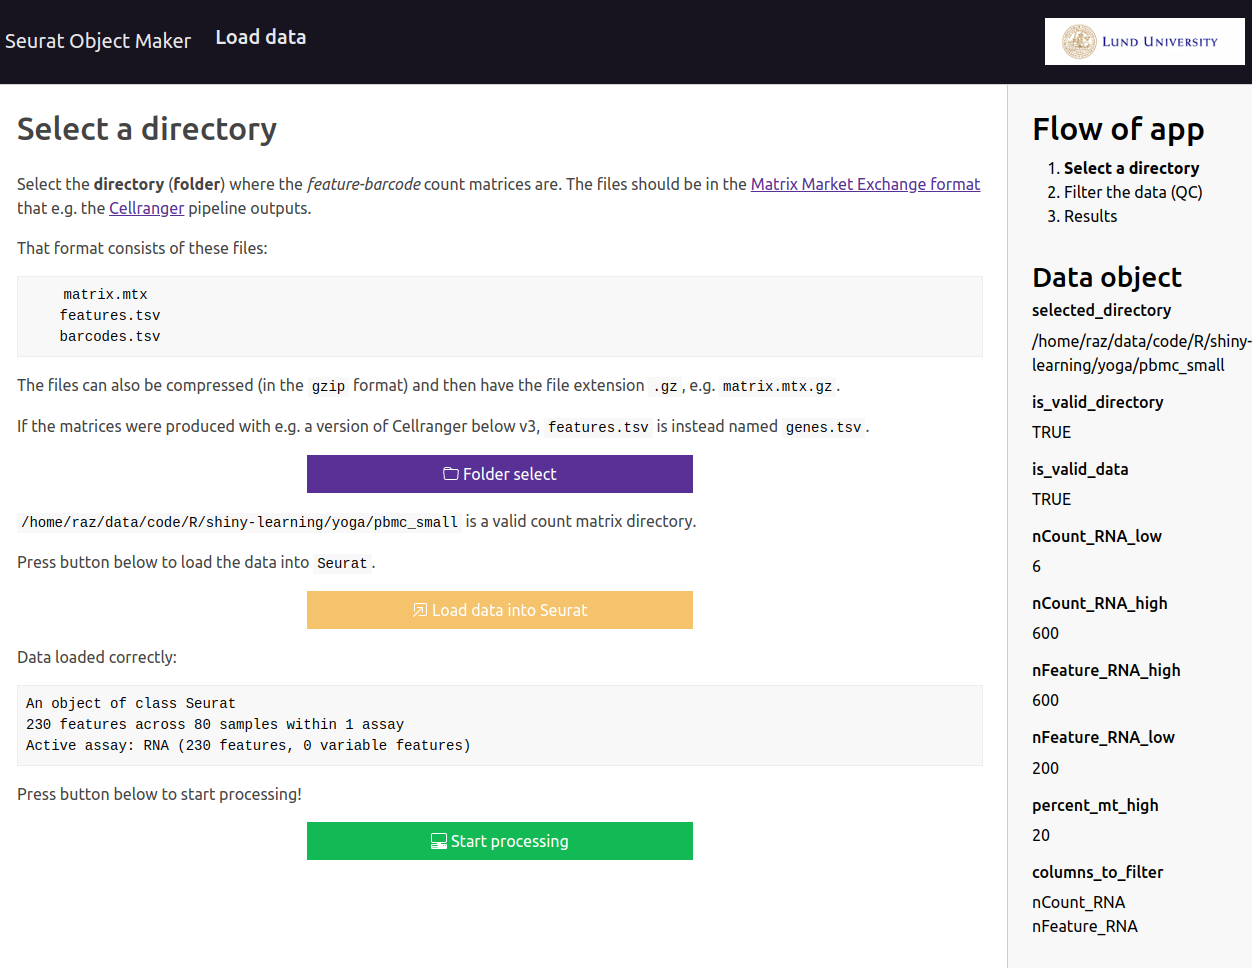 Seurat Object Maker
Load data
LUND UNIVERSITY
Select a directory
Select the directory (folder) where the feature-barcode count matrices are. The files should be in the Matrix Market Exchange format
that e.g. the Cellranger pipeline outputs.
That format consists of these files:
matrix.mtx
features.tsv
barcodes.tsv
The files can also be compressed (in the gzip format) and then have the file extension .gz, e.g. matrix.mtx.gz.
If the matrices were produced with e.g. a version of Cellranger below v3, features.tsv is instead named genes.tsv.
Folder select
/home/raz/data/code/R/shiny-learning/yoga/pbmc_small is a valid count matrix directory.
Press button below to load the data into Seurat.
Load data into Seurat
Data loaded correctly:
An object of class Seurat
230 features across 80 samples within 1 assay
Active assay: RNA (230 features, 0 variable features)
Press button below to start processing!
Start processing
Flow of app
1. Select a directory
2. Filter the data (QC)
3. Results
Data object
selected_directory
/home/raz/data/code/R/shiny-
learning/yoga/pbmc_small
is_valid_directory
TRUE
is_valid_data
TRUE
nCount_RNA_low
6
nCount_RNA_high
600
nFeature_RNA_high
600
nFeature_RNA_low
200
percent_mt_high
20
columns_to_filter
nCount_RNA
nFeature_RNA